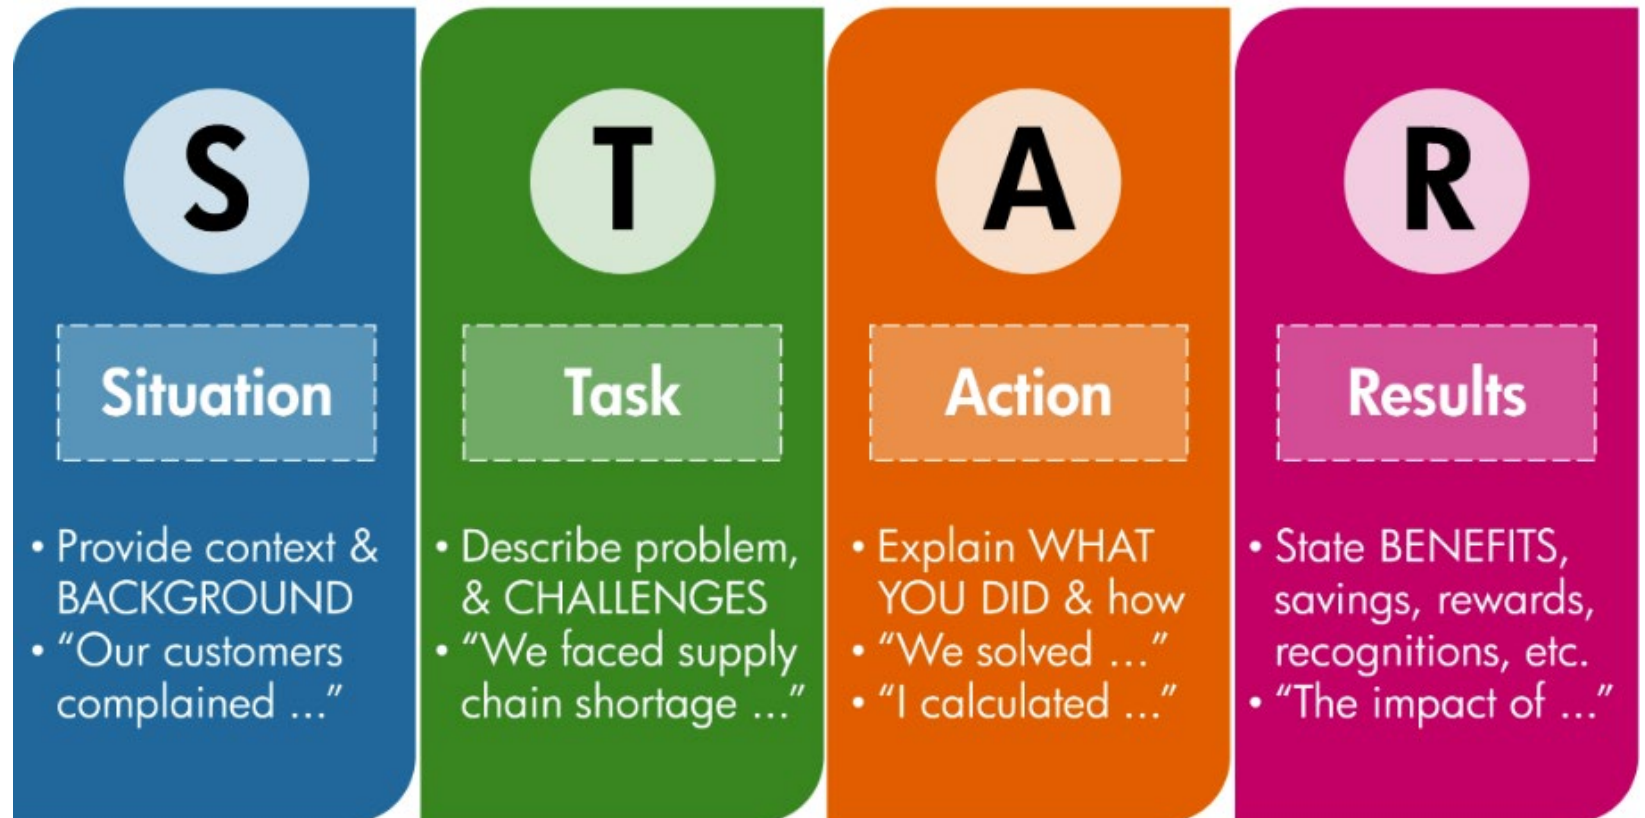 S
Situation
• Provide context &
BACKGROUND
• “Our customers
complained ...”
T
Task
• Describe problem,
& CHALLENGES
• “We faced supply
chain shortage ...”
A
Action
• Explain WHAT
YOU DID & how
• “We solved ...”
• “I calculated ...”
R
Results
• State BENEFITS,
savings, rewards,
recognitions, etc.
• “The impact of ...”